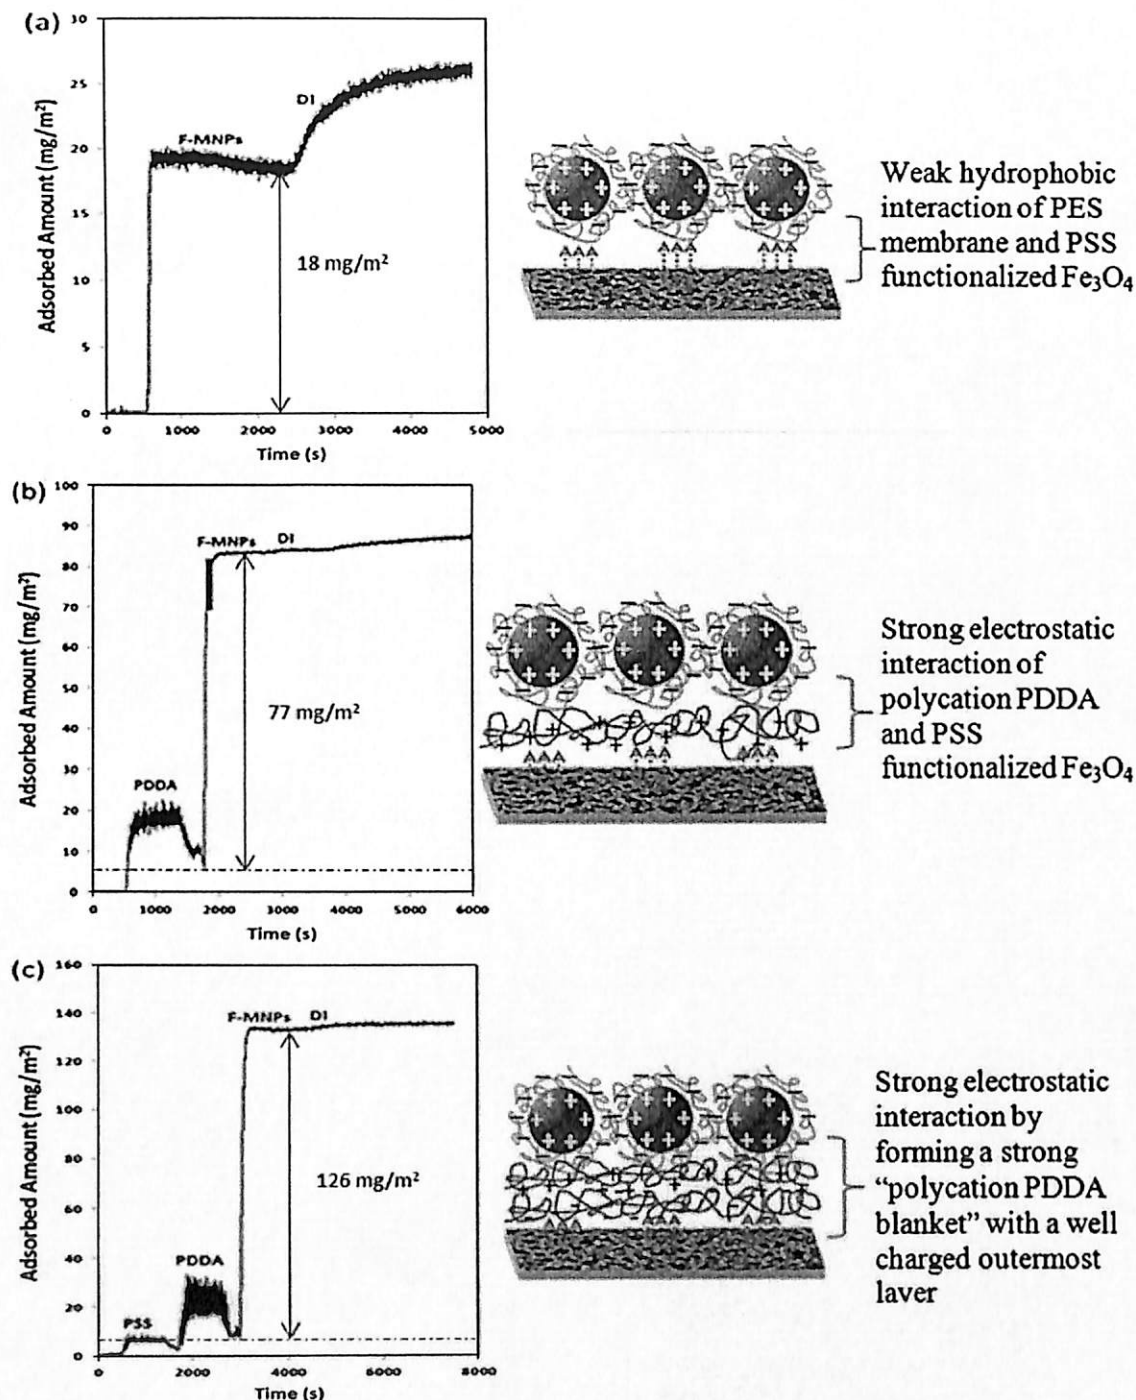 (a)
30
25
20
15
10
5
0
Adsorbed Amount (mg/m²)
F-MNPs
DI
18 mg/m²
0 1000 2000 3000 4000 5000
Time (s)
Weak hydrophobic
interaction of PES
membrane and PSS
functionalized Fe₃O₄
(b)
100
90
80
70
60
50
40
30
20
10
0
Adsorbed Amount (mg/m²)
F-MNPs
DI
77 mg/m²
PDDA
0 1000 2000 3000 4000 5000 6000
Time (s)
Strong electrostatic
interaction of
polycation PDDA
and PSS
functionalized Fe₃O₄
(c)
160
140
120
100
80
60
40
20
0
Adsorbed Amount (mg/m²)
F-MNPs
DI
126 mg/m²
PDDA
PSS
0 2000 4000 6000 8000
Time (s)
Strong electrostatic
interaction by
forming a strong
“polycation PDDA
blanket” with a well
charged outermost
laver